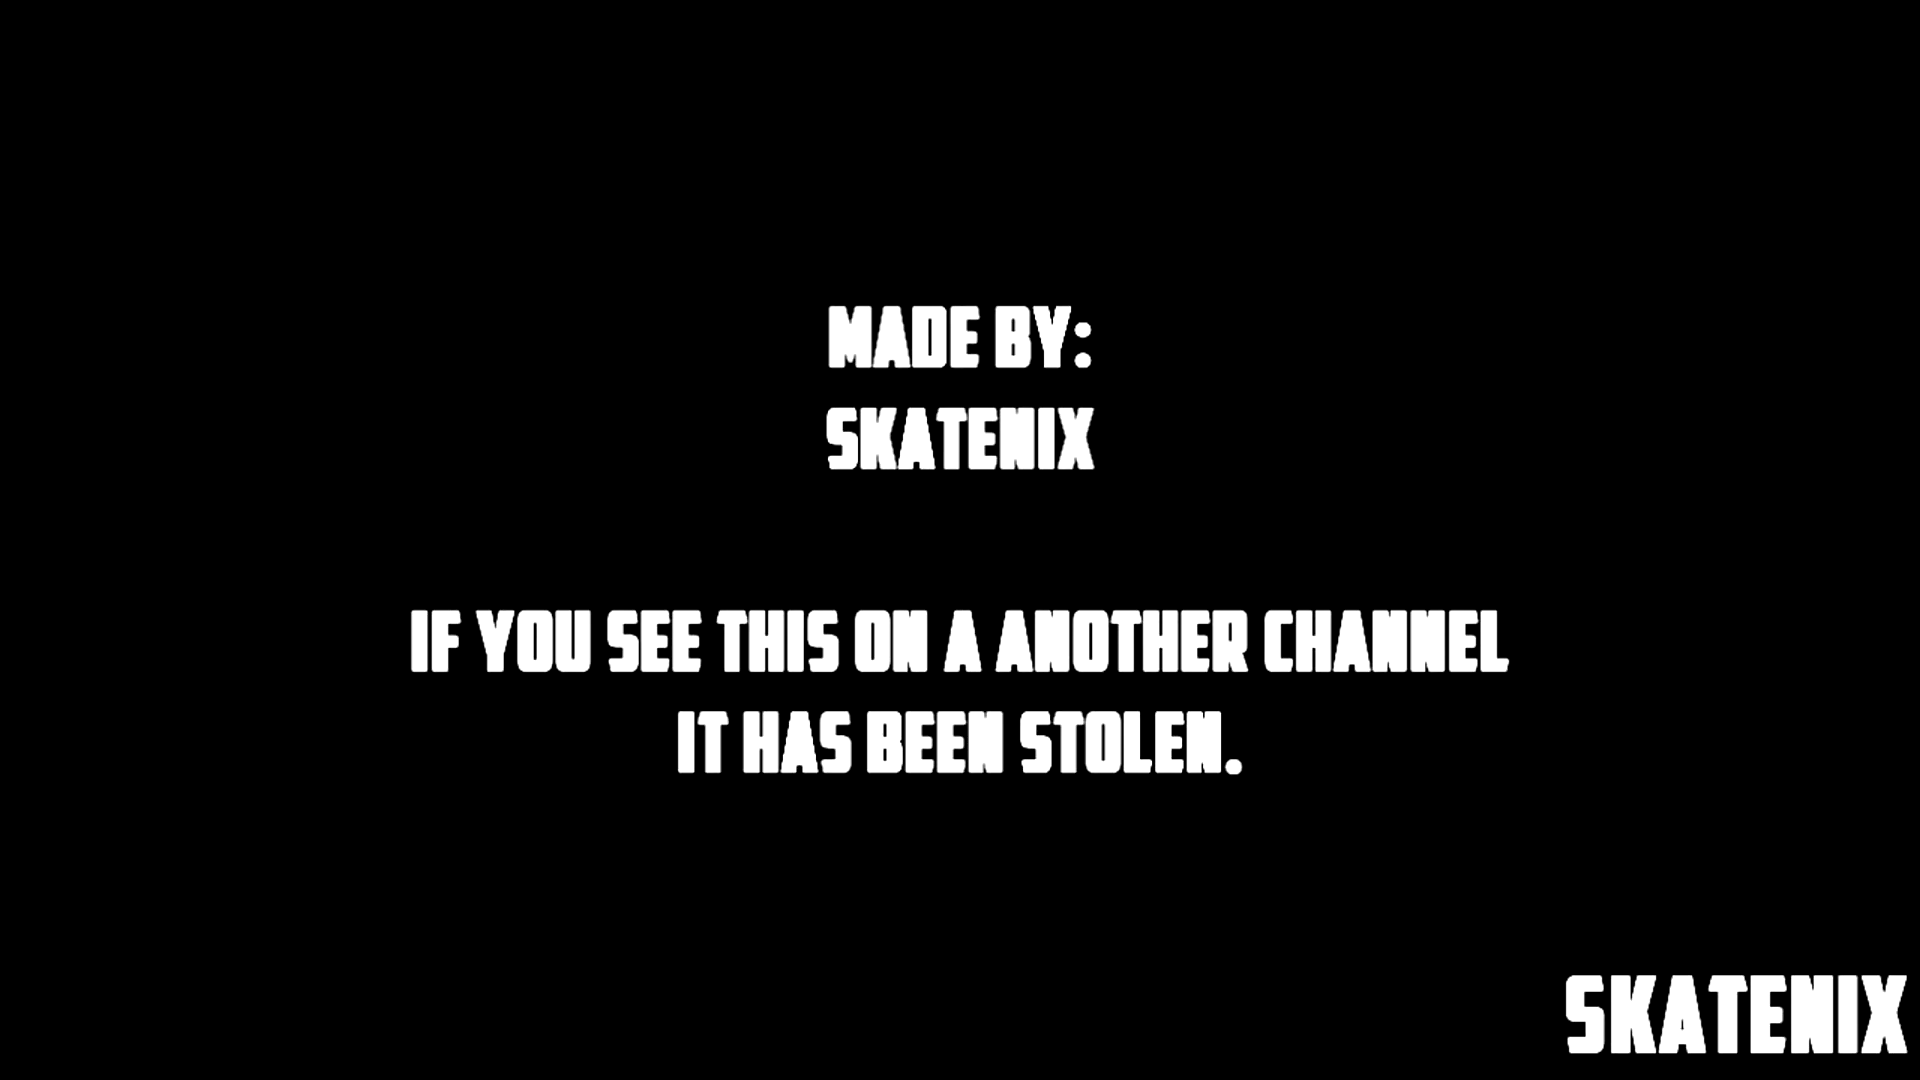 MADE BY:
SKATENIX
IF YOU SEE THIS ON A ANOTHER CHANNEL
IT HAS BEEN STOLEN.
SKATENIX